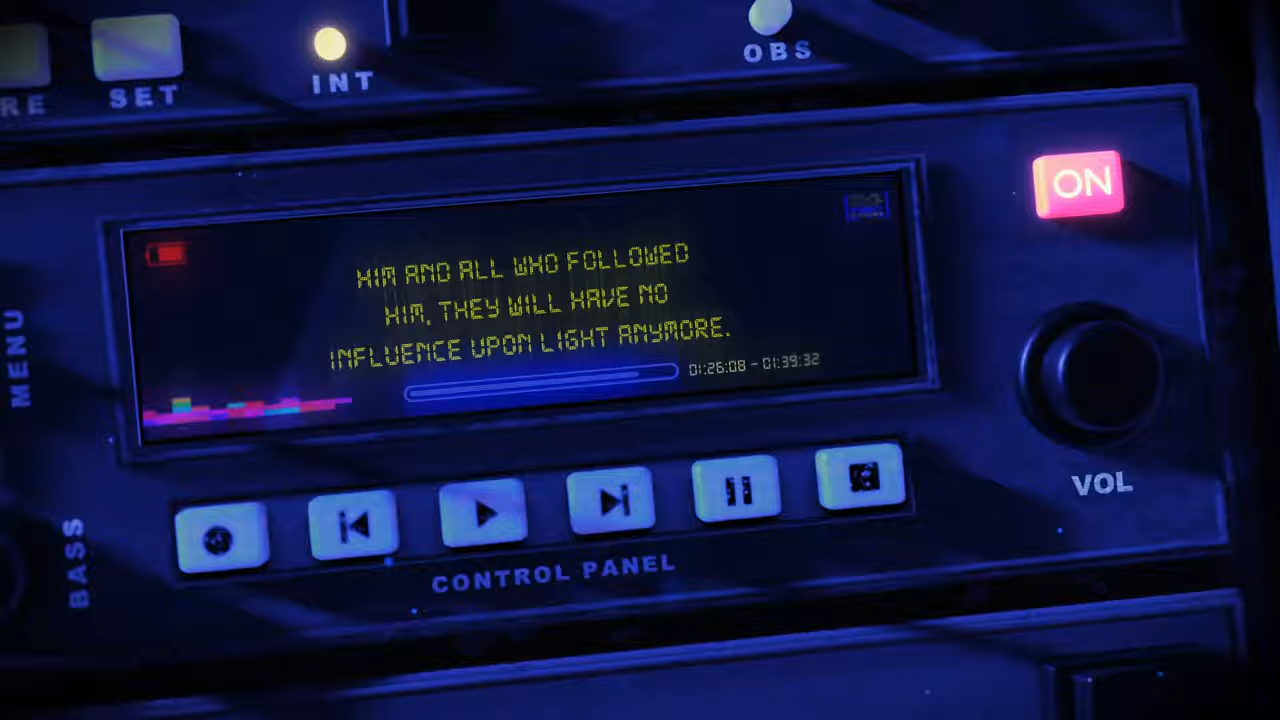 RE
SET
INT
OBS
ON
HIM AND ALL WHO FOLLOWED
HIM, THEY WILL HAVE NO
INFLUENCE UPON LIGHT ANYMORE.
01:26:08 - 01:39:32
MENU
VOL
BASS
CONTROL PANEL